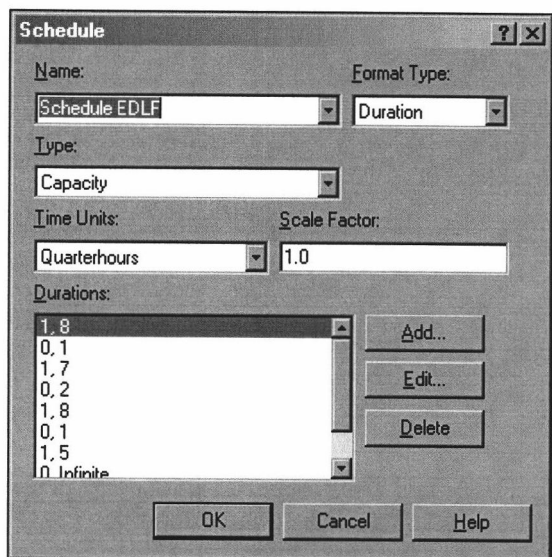 Schedule
Name:
Format Type:
Schedule EDLF
Duration
Type:
Capacity
Time Units:
Scale Factor:
Quarterhours
1.0
Durations:
1, 8
0, 1
1, 7
0, 2
1, 8
0, 1
1, 5
0, Infinite
Add...
Edit...
Delete
OK
Cancel
Help